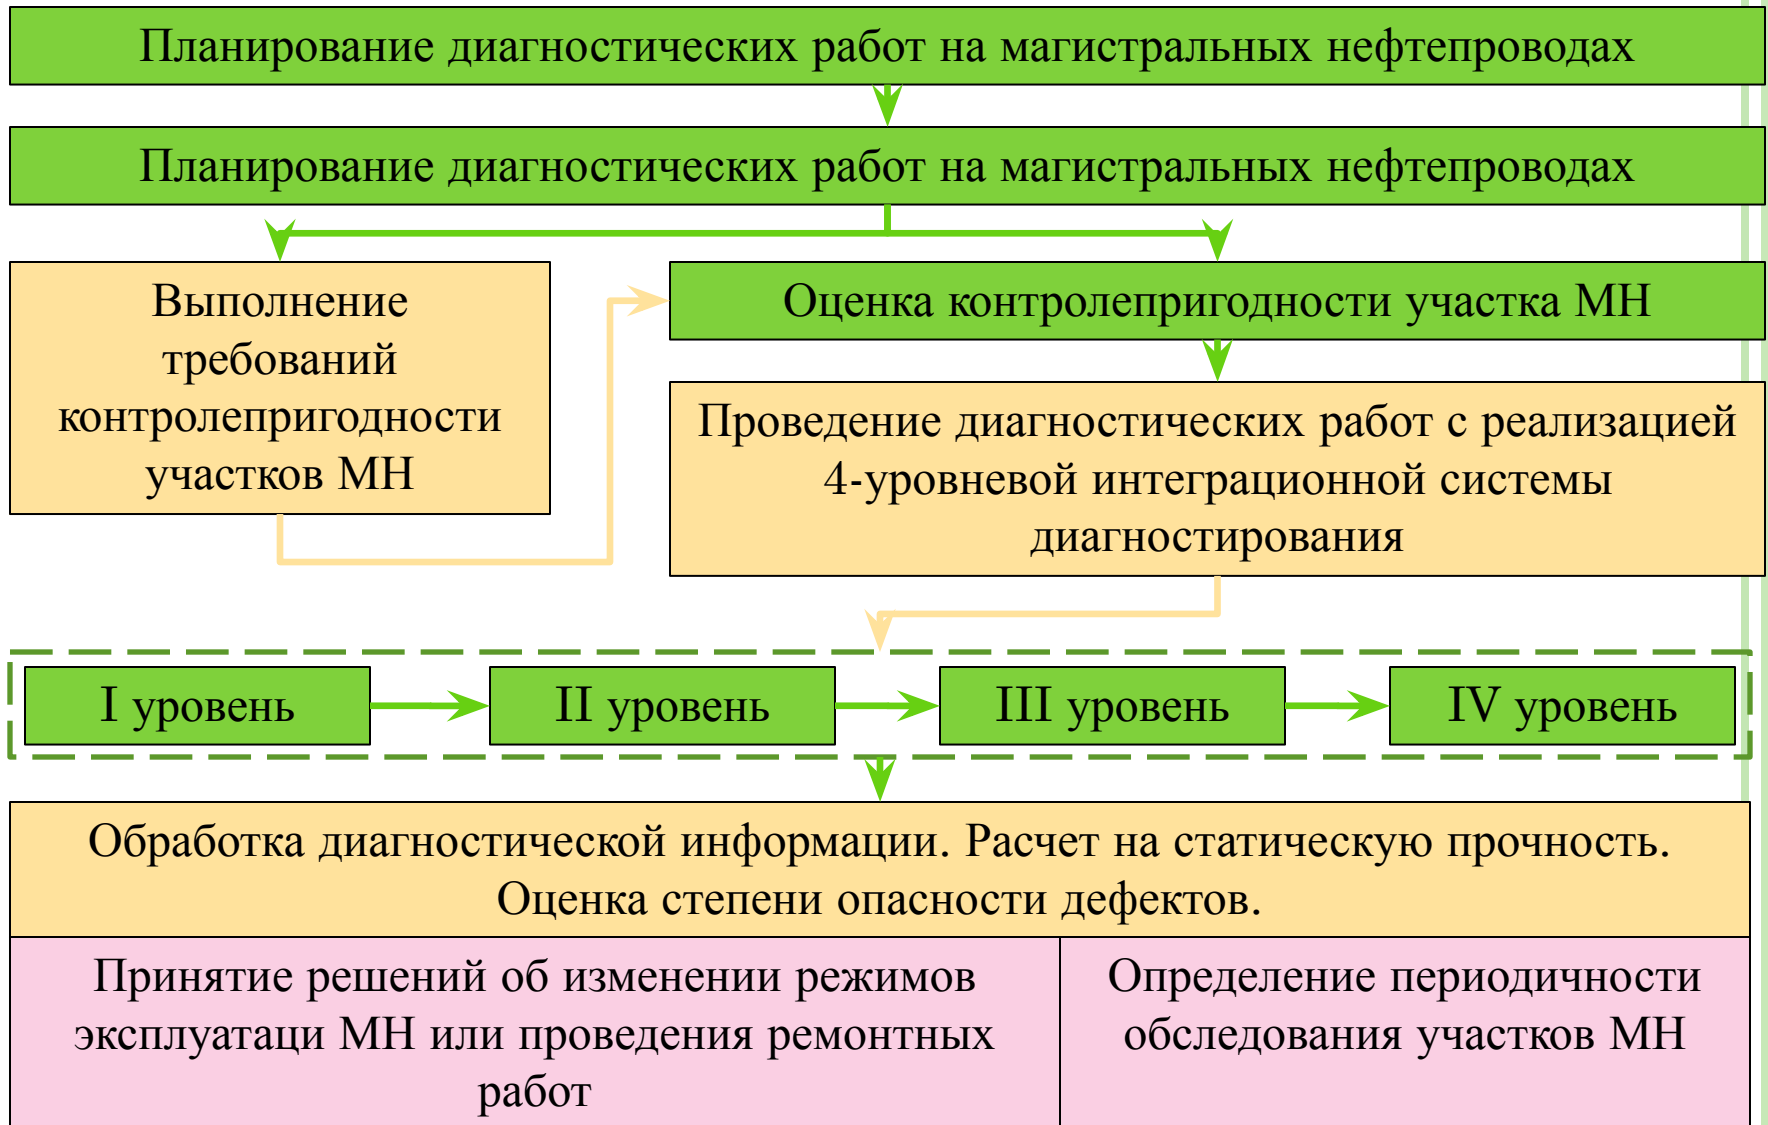 Планирование диагностических работ на магистральных нефтепроводах
Планирование диагностических работ на магистральных нефтепроводах
Выполнение
требований
контролепригодности
участков МН
Оценка контролепригодности участка МН
Проведение диагностических работ с реализацией
4-уровневой интеграционной системы
диагностирования
I уровень
II уровень
III уровень
IV уровень
Обработка диагностической информации. Расчет на статическую прочность.
Оценка степени опасности дефектов.
Принятие решений об изменении режимов
эксплуатаци МН или проведения ремонтных
работ
Определение периодичности
обследования участков МН